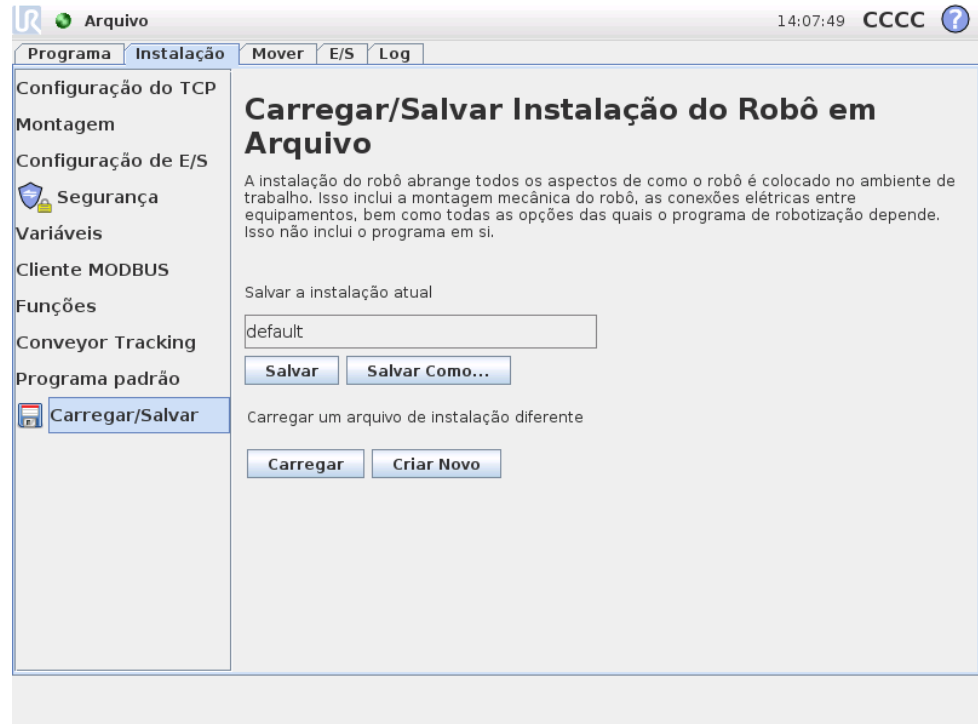 UR Arquivo 14:07:49 CCCC ?
Programa Instalação Mover E/S Log
Configuração do TCP
Montagem
Configuração de E/S
Segurança
Variáveis
Cliente MODBUS
Funções
Conveyor Tracking
Programa padrão
Carregar/Salvar
Carregar/Salvar Instalação do Robô em
Arquivo
A instalação do robô abrange todos os aspectos de como o robô é colocado no ambiente de
trabalho. Isso inclui a montagem mecânica do robô, as conexões elétricas entre
equipamentos, bem como todas as opções das quais o programa de robotização depende.
Isso não inclui o programa em si.
Salvar a instalação atual
default
Salvar Salvar Como...
Carregar um arquivo de instalação diferente
Carregar Criar Novo